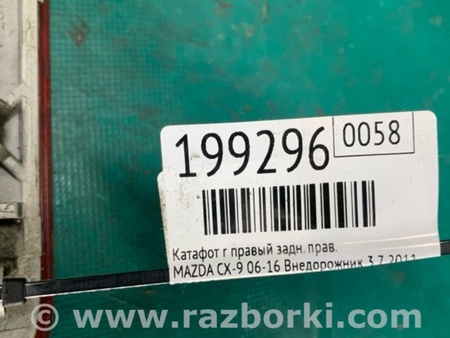 199296 0058
Катафот г правый задн. прав.
MAZDA CX-9 06-16 Внедорожник 3.7 2011
www.razborki.com